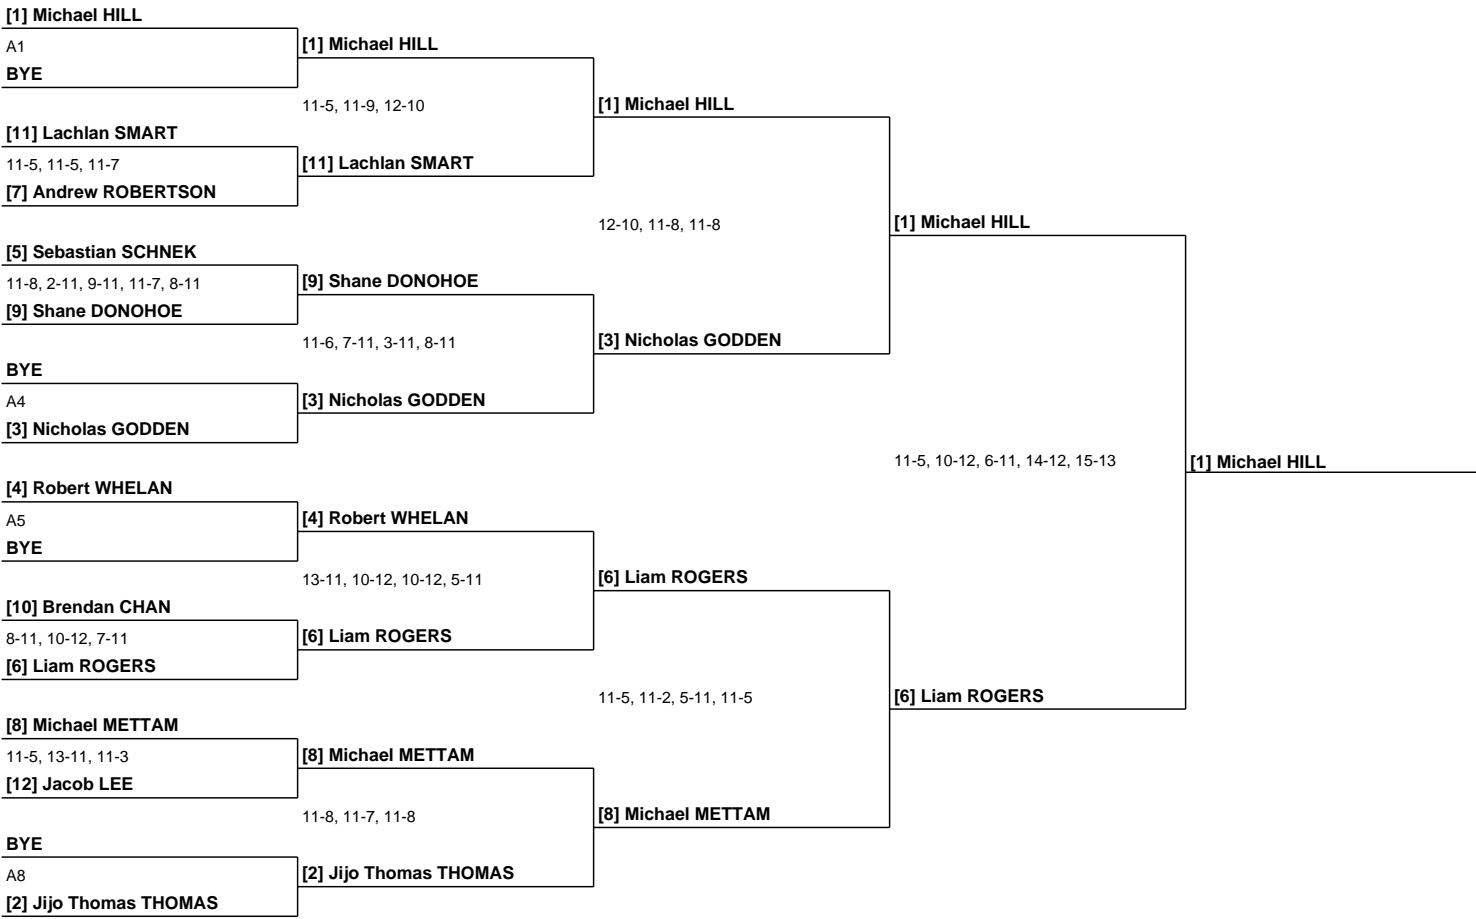 [1] Michael HILL
A1
[1] Michael HILL
BYE
11-5, 11-9, 12-10
[1] Michael HILL
[11] Lachlan SMART
11-5, 11-5, 11-7
[11] Lachlan SMART
[7] Andrew ROBERTSON
12-10, 11-8, 11-8
[1] Michael HILL
[5] Sebastian SCHNEK
11-8, 2-11, 9-11, 11-7, 8-11
[9] Shane DONOHOE
[9] Shane DONOHOE
11-6, 7-11, 3-11, 8-11
[3] Nicholas GODDEN
BYE
A4
[3] Nicholas GODDEN
[3] Nicholas GODDEN
11-5, 10-12, 6-11, 14-12, 15-13
[1] Michael HILL
[4] Robert WHELAN
A5
[4] Robert WHELAN
BYE
13-11, 10-12, 10-12, 5-11
[6] Liam ROGERS
[10] Brendan CHAN
8-11, 10-12, 7-11
[6] Liam ROGERS
[6] Liam ROGERS
11-5, 11-2, 5-11, 11-5
[6] Liam ROGERS
[8] Michael METTAM
11-5, 13-11, 11-3
[8] Michael METTAM
[12] Jacob LEE
11-8, 11-7, 11-8
[8] Michael METTAM
BYE
A8
[2] Jijo Thomas THOMAS
[2] Jijo Thomas THOMAS